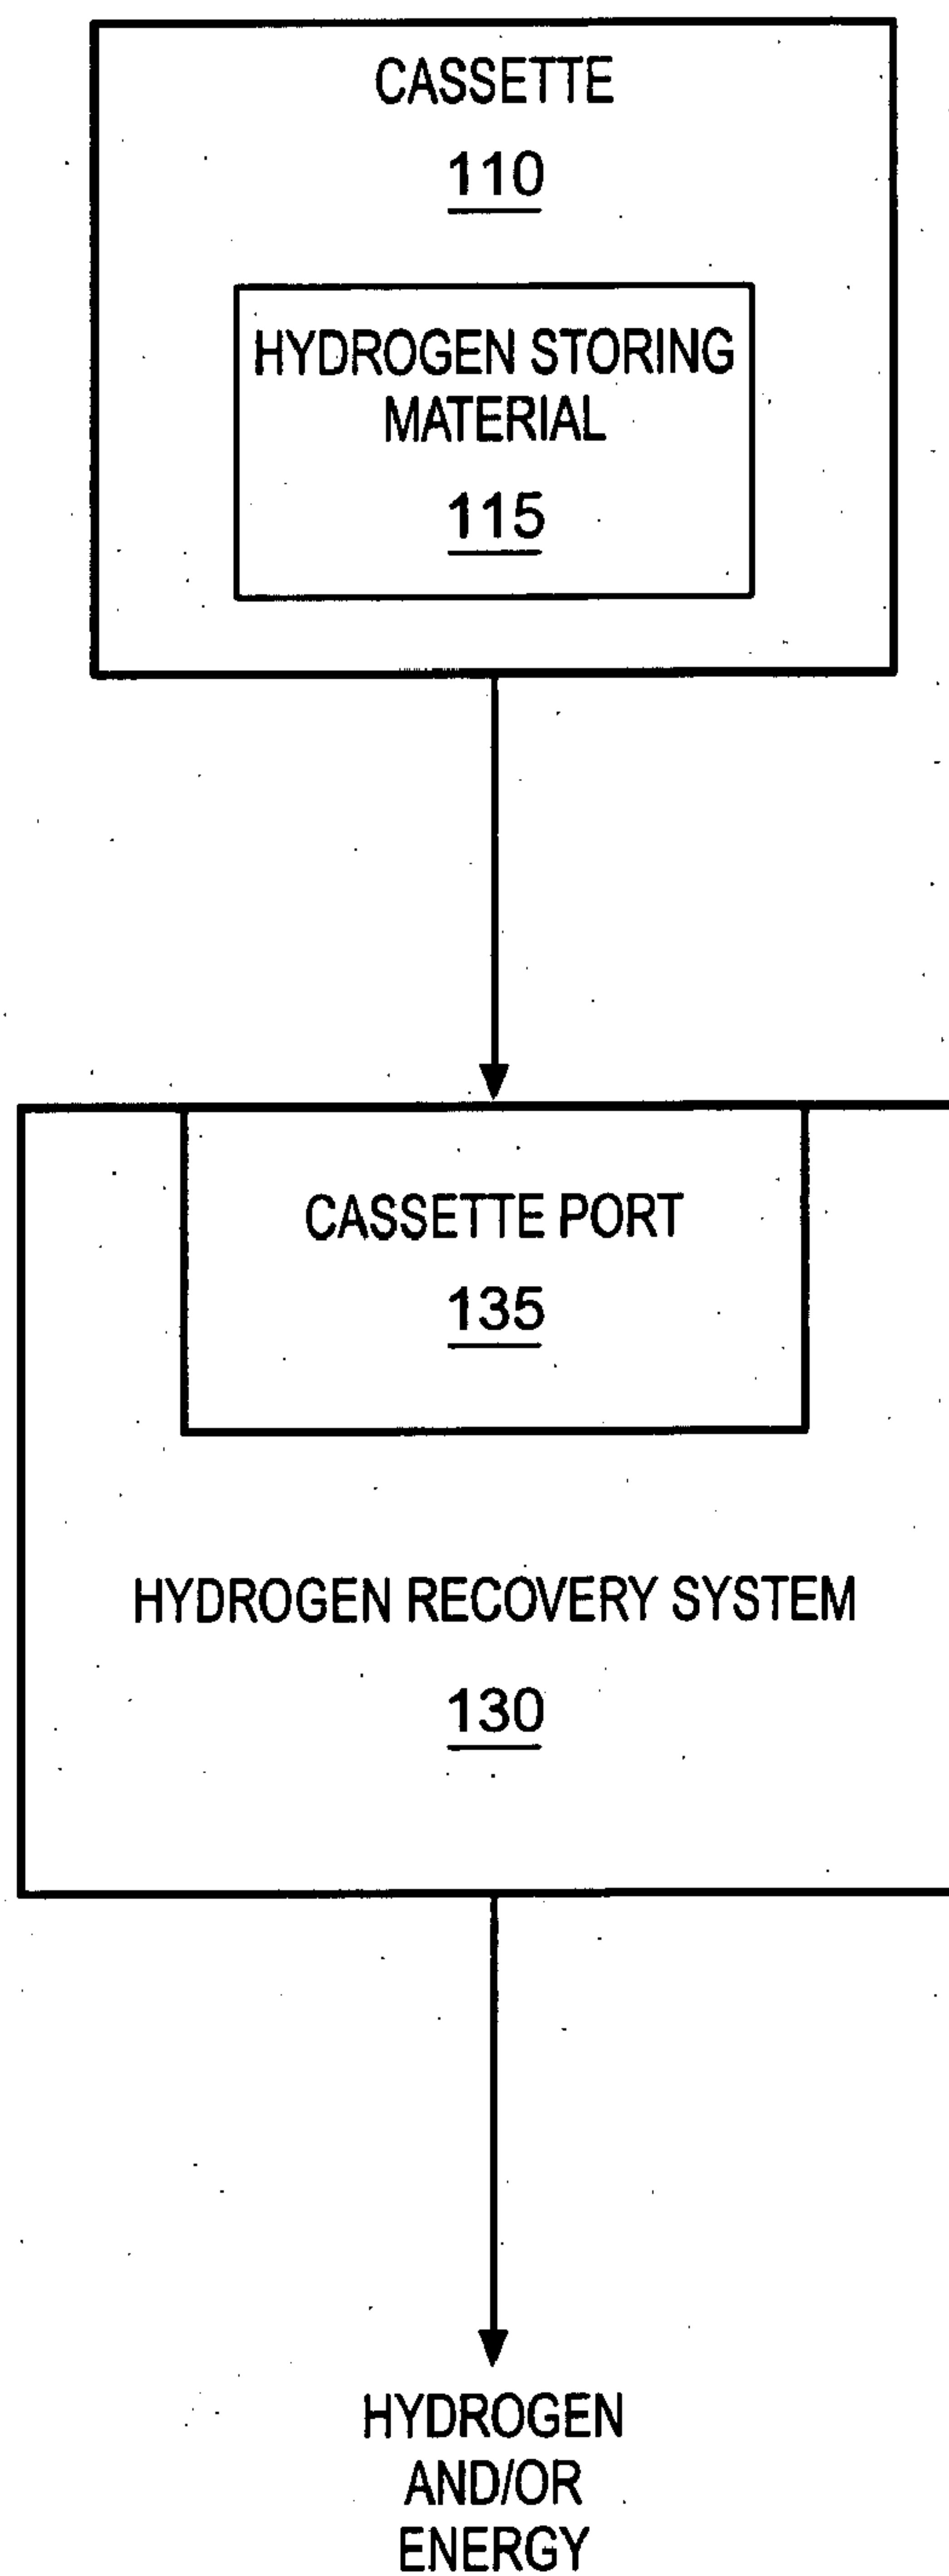 CASSETTE
110
HYDROGEN STORING
MATERIAL
115
CASSETTE PORT
135
HYDROGEN RECOVERY SYSTEM
130
HYDROGEN
AND/OR
ENERGY